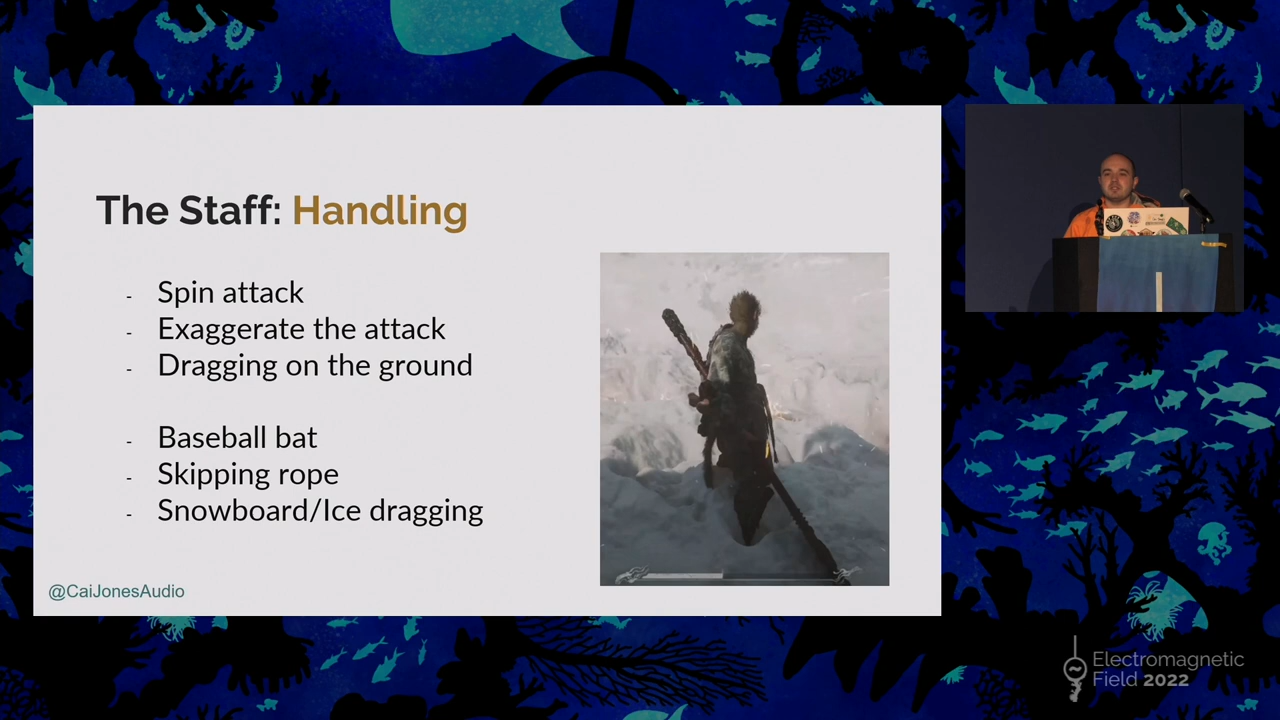 The Staff: Handling
- Spin attack
- Exaggerate the attack
- Dragging on the ground
- Baseball bat
- Skipping rope
- Snowboard/Ice dragging
@CaiJonesAudio
Electromagnetic
Field 2022